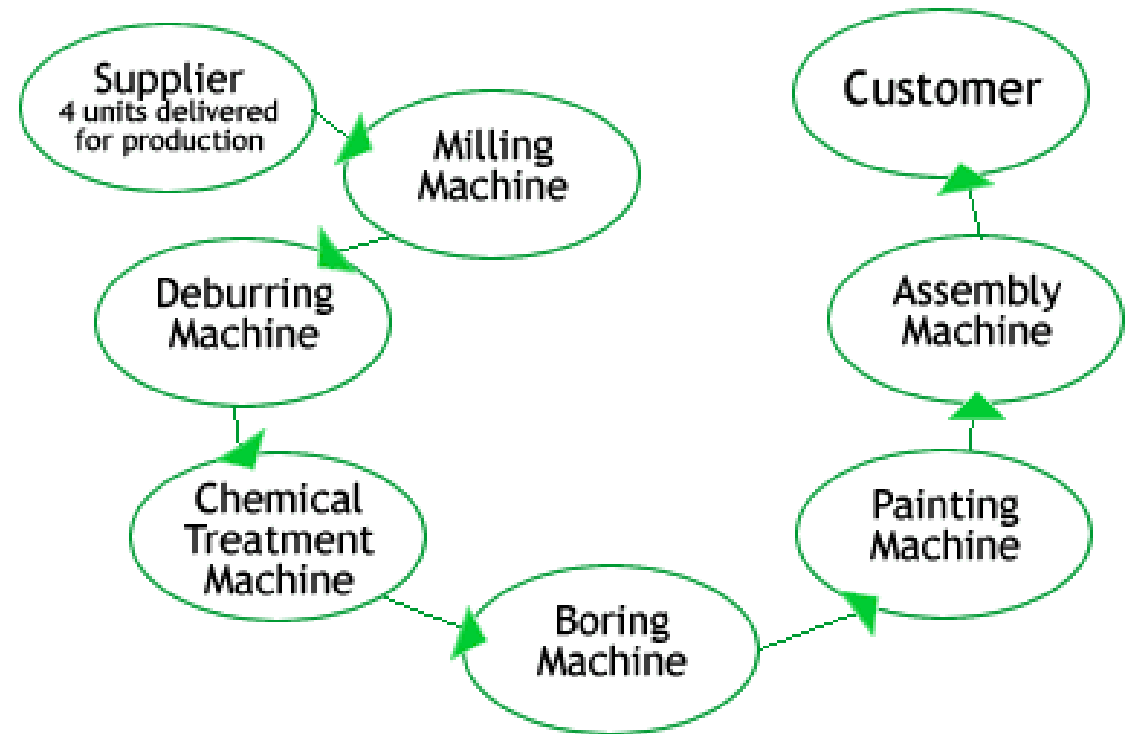 Supplier
4 units delivered
for production
Milling
Machine
Deburring
Machine
Chemical
Treatment
Machine
Boring
Machine
Painting
Machine
Assembly
Machine
Customer